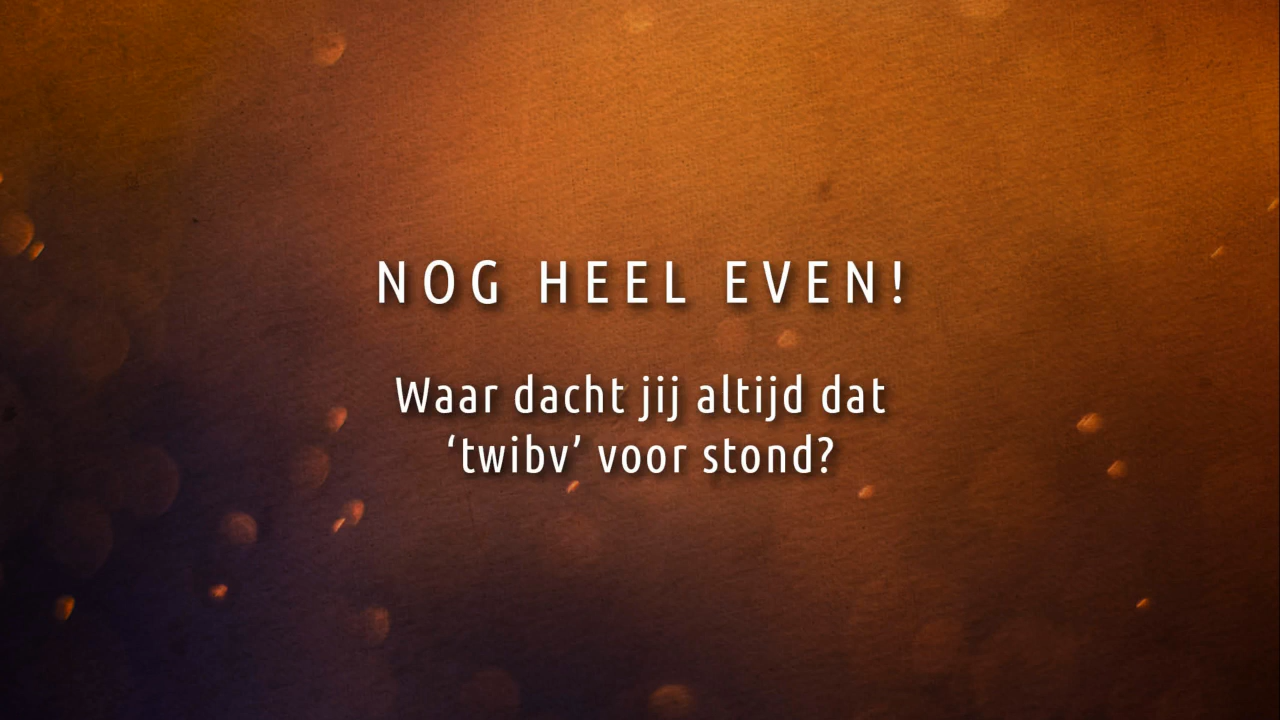 NOG HEEL EVEN!
Waar dacht jij altijd dat
‘twibv’ voor stond?